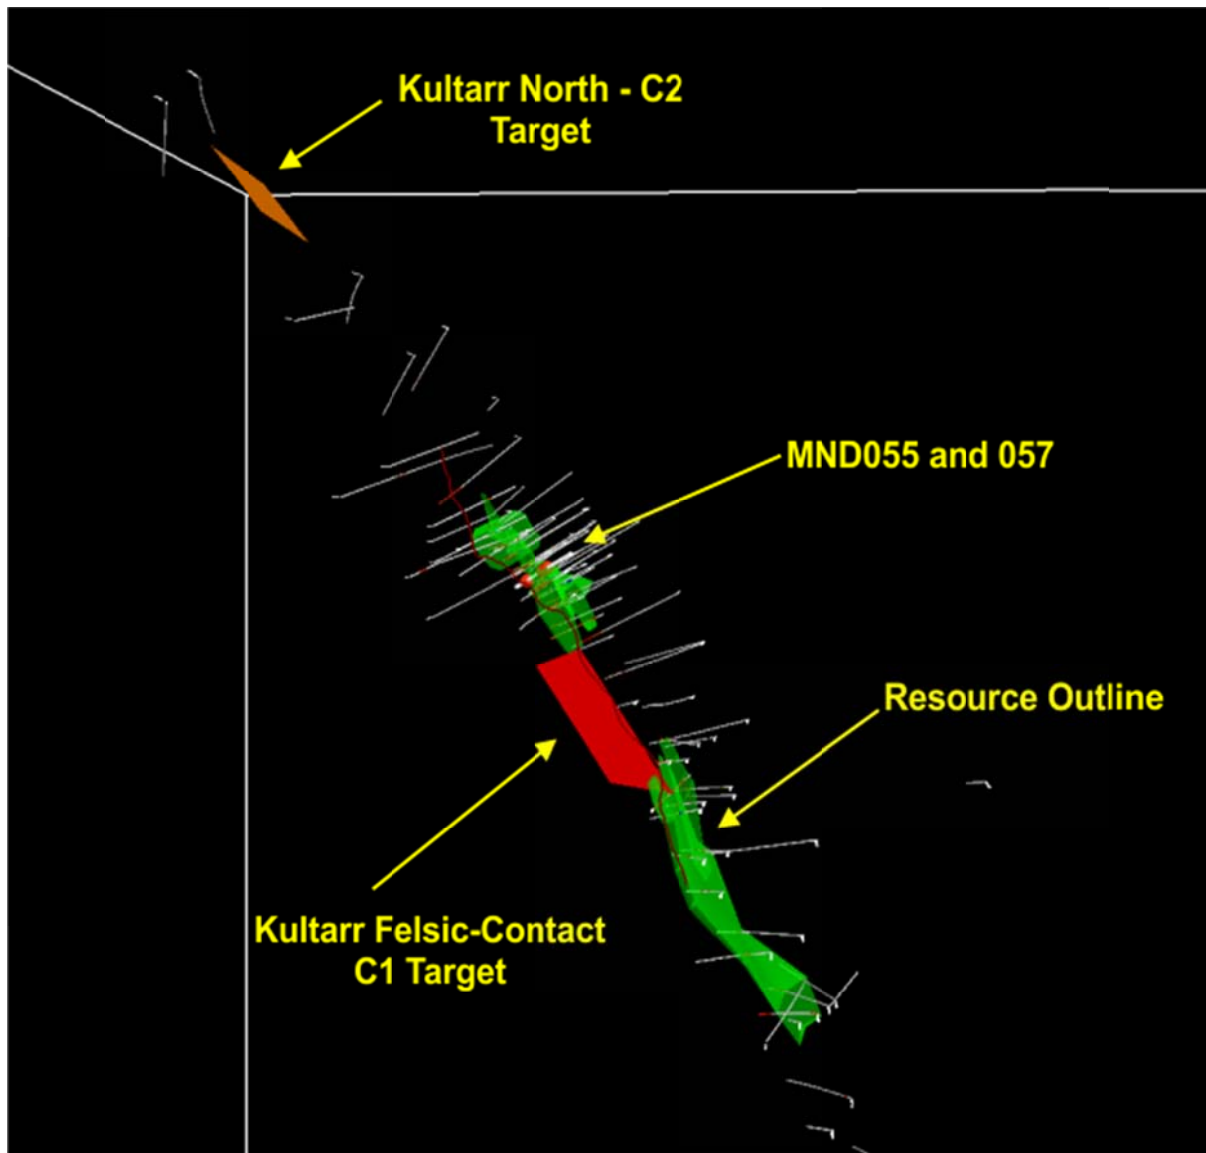 Kultarr North - C2
Target
MND055 and 057
Resource Outline
Kultarr Felsic-Contact
C1 Target